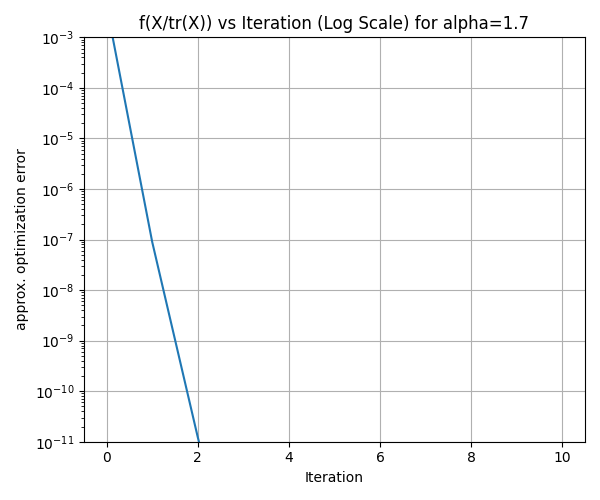 f(X/tr(X)) vs Iteration (Log Scale) for alpha=1.7
approx. optimization error
10⁻³
10⁻⁴
10⁻⁵
10⁻⁶
10⁻⁷
10⁻⁸
10⁻⁹
10⁻¹⁰
10⁻¹¹
0 2 4 6 8 10
Iteration